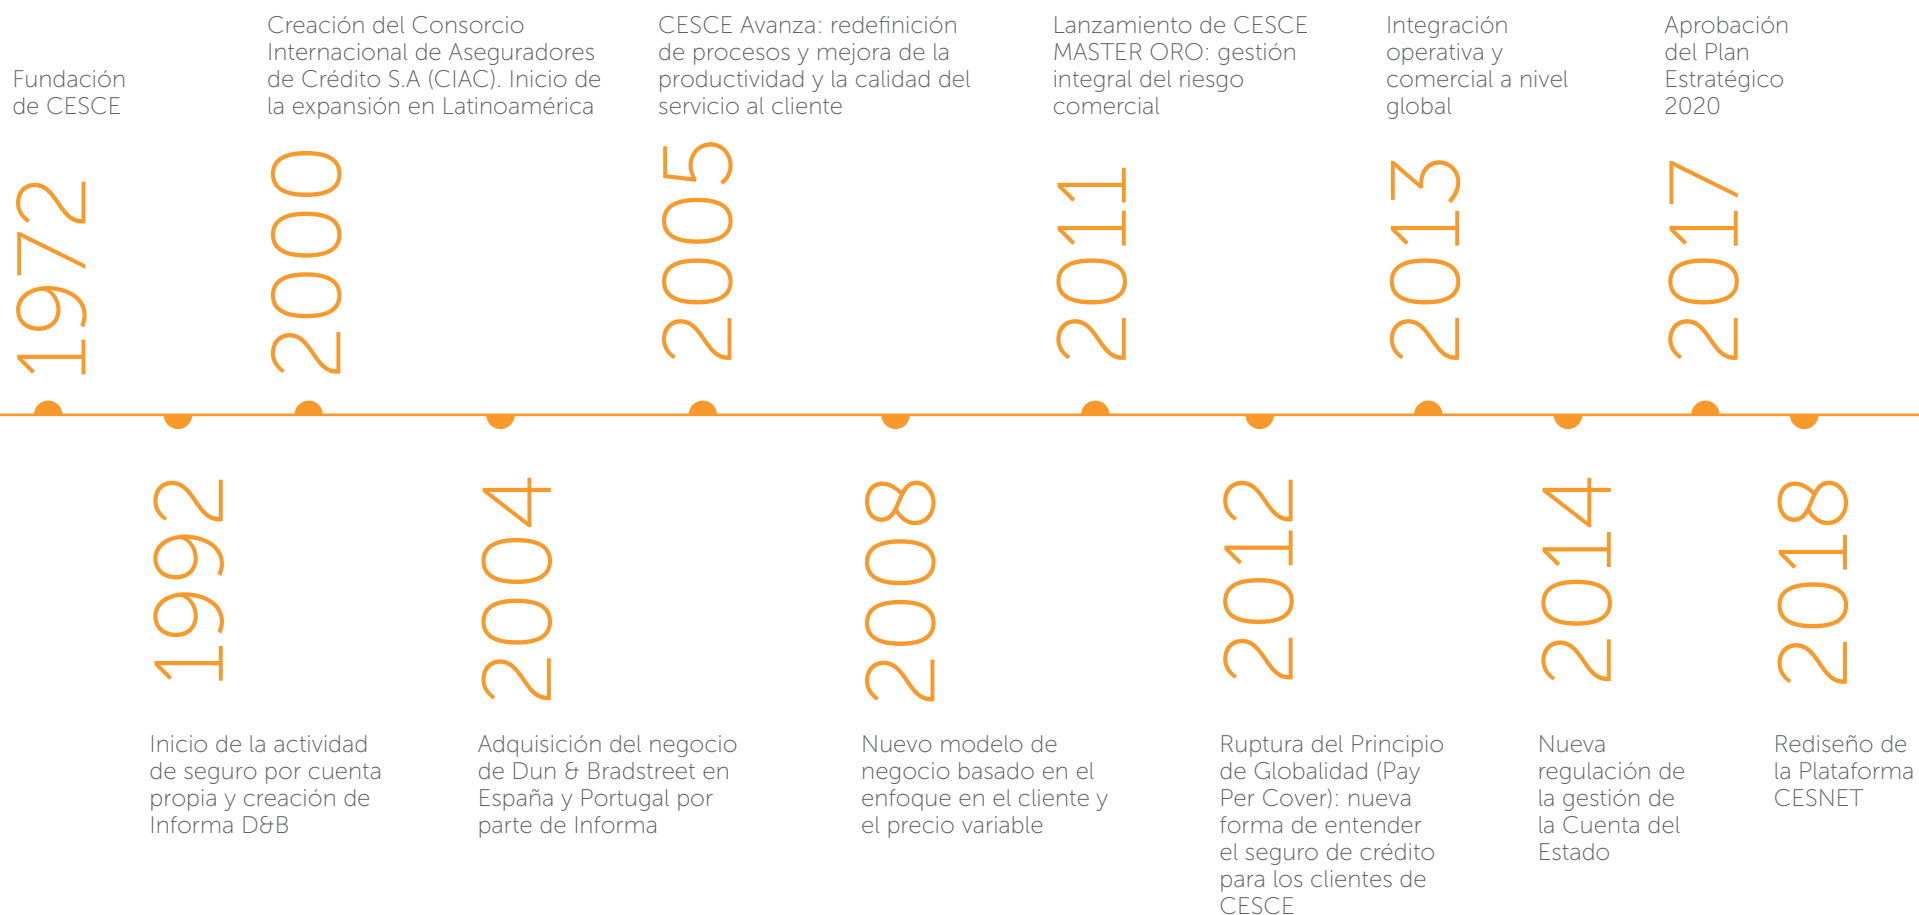 Fundación
de CESCE
1972
Creación del Consorcio
Internacional de Aseguradores
de Crédito S.A (CIAC). Inicio de
la expansión en Latinoamérica
2000
CESCE Avanza: redefinición
de procesos y mejora de la
productividad y la calidad del
servicio al cliente
2005
Lanzamiento de CESCE
MASTER ORO: gestión
integral del riesgo
comercial
2011
Integración
operativa y
comercial a nivel
global
2013
Aprobación
del Plan
Estratégico
2020
2017
1992
Inicio de la actividad
de seguro por cuenta
propia y creación de
Informa D&B
2004
Adquisición del negocio
de Dun & Bradstreet en
España y Portugal por
parte de Informa
2008
Nuevo modelo de
negocio basado en el
enfoque en el cliente y
el precio variable
2012
Ruptura del Principio
de Globalidad (Pay
Per Cover): nueva
forma de entender
el seguro de crédito
para los clientes de
CESCE
2014
Nueva
regulación de
la gestión de
la Cuenta del
Estado
2018
Rediseño de
la Plataforma
CESNET